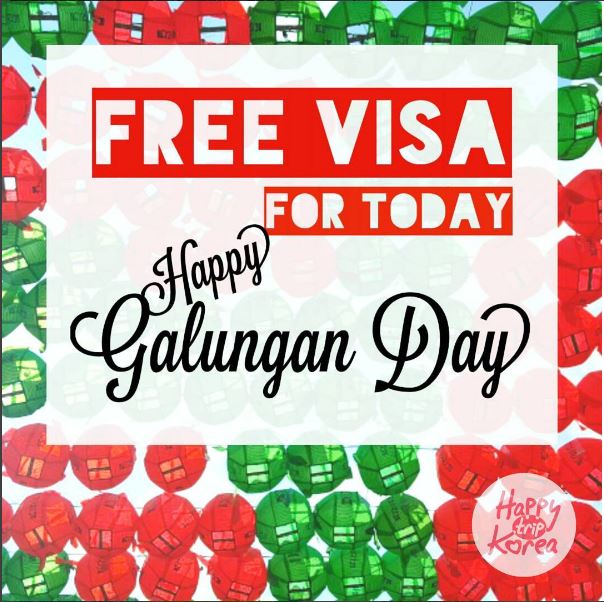 FREE VISA
FOR TODAY
Happy
Galungan Day
Happy
trip
Korea